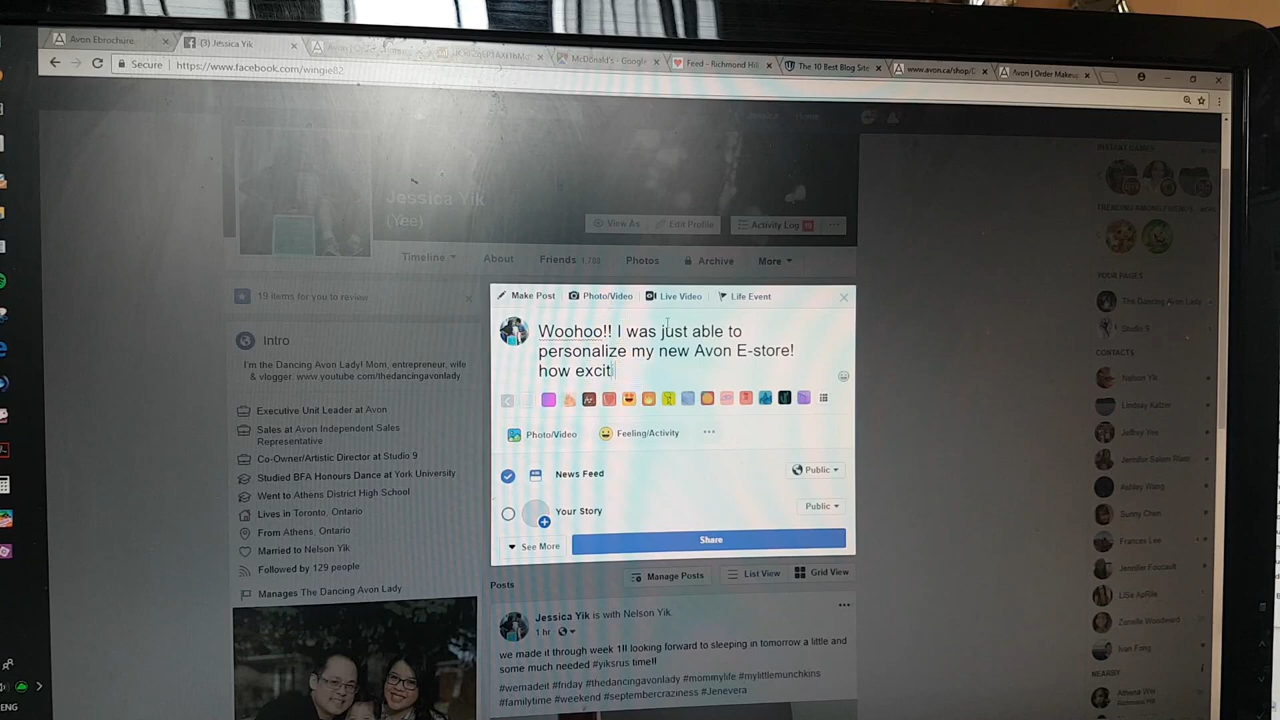 Avon Ebrochure.
(3) Jessica Yik
McDonald's - Google
Feed - Richmond Hill
The 10 Best Blog Site
www.avon.ca/shop/
Avon | Order Makeu
Secure
https://www.facebook.com/wingie82
Home
Jessica Yik
(Yee)
View As
Edit Profile
Activity Log
Timeline
About
Friends 1,788
Photos
Archive
More
19 items for you to review
Intro
I'm the Dancing Avon Lady! Mom, entrepreneur, wife
& vlogger. www.youtube.com/thedancingavonlady
Executive Unit Leader at Avon
Sales at Avon Independent Sales
Representative
Co-Owner/Artistic Director at Studio 9
Studied BFA Honours Dance at York University
Went to Athens District High School
Lives in Toronto, Ontario
From Athens, Ontario
Married to Nelson Yik
Followed by 129 people
Manages The Dancing Avon Lady
Make Post
Photo/Video
Live Video
Life Event
Woohoo!! I was just able to
personalize my new Avon E-store!
how excit
Photo/Video
Feeling/Activity
News Feed
Public
Your Story
Public
See More
Share
Posts
Manage Posts
List View
Grid View
Jessica Yik is with Nelson Yik.
1 hr
we made it through week 1!! looking forward to sleeping in tomorrow a little and
some much needed #yiksrus time!!
#wemadeit #friday #thedancingavonlady #mommylife #mylittlemunchkins
#familytime #weekend #septembercraziness #Jenevera
INSTANT GAMES
YOUR PAGES
The Dancing Avon Lady
Studio 9
CONTACTS
Nelson Yik
Lindsay Kaitzer
Jeffrey Yee
Ashley Wang
Sunny Chen
Frances Lee
Jennifer Foucault
LiSe ApRile
Zanelle Woodward
Ivan Fong
NEARBY
ENG